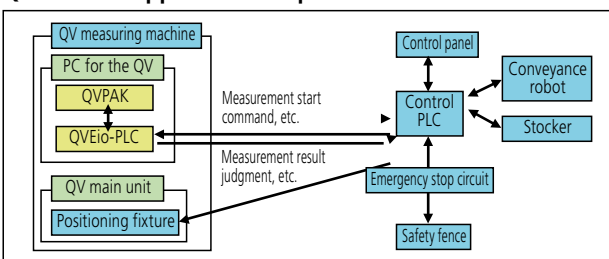 QV measuring machine
PC for the QV
QVPAK
QVEio-PLC
QV main unit
Positioning fixture
Measurement start
command, etc.
Measurement result
judgment, etc.
Control panel
Control
PLC
Conveyance
robot
Stocker
Emergency stop circuit
Safety fence